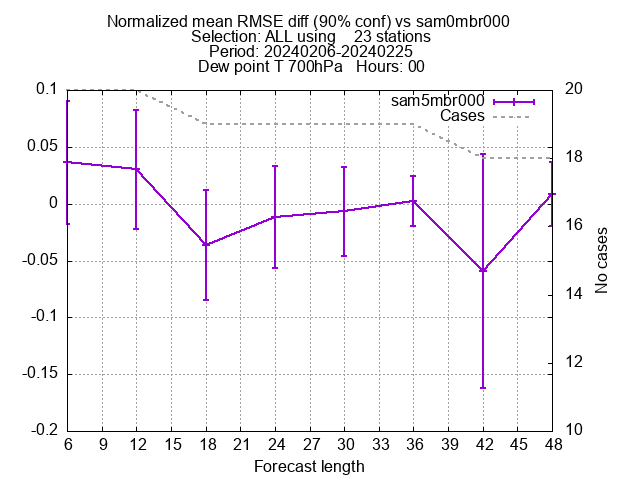 Normalized mean RMSE diff (90% conf) vs sam0mbr000
Selection: ALL using    23 stations
Period: 20240206-20240225
Dew point T 700hPa   Hours: 00
sam5mbr000
Cases
0.1
0.05
0
-0.05
-0.1
-0.15
-0.2
20
18
16
14
12
10
No cases
6 9 12 15 18 21 24 27 30 33 36 39 42 45 48
Forecast length